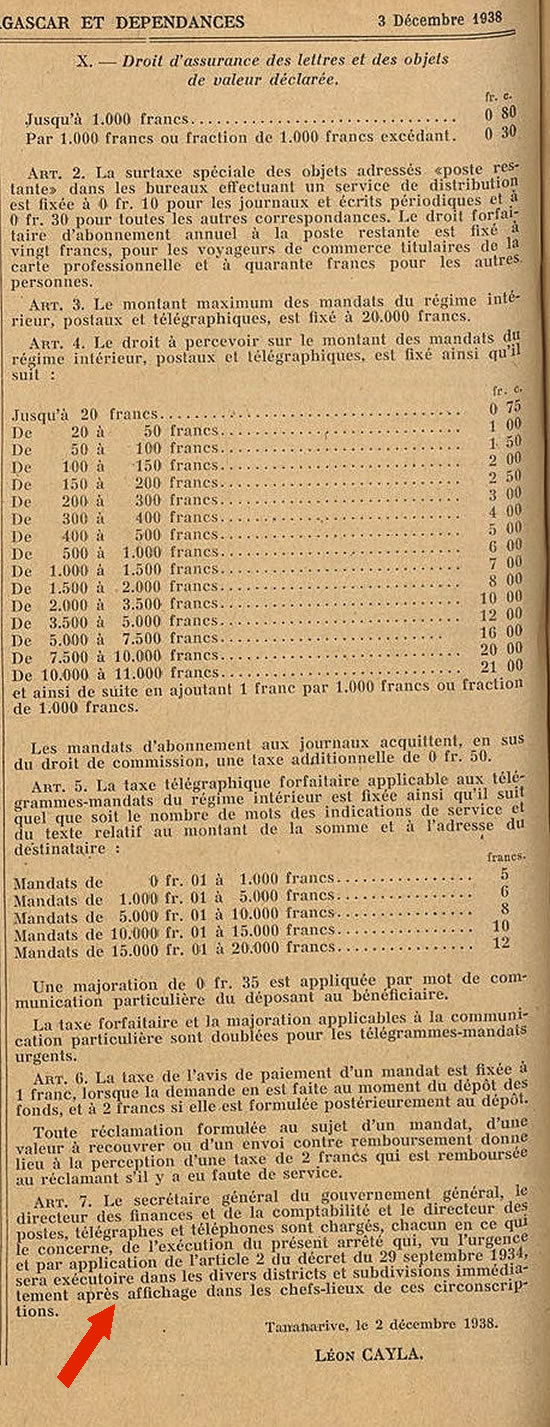 GASCAR ET DEPENDANCES 3 Décembre 1938
X. — Droit d'assurance des lettres et des objets
de valeur déclarée.
fr. c.
Jusqu'à 1.000 francs.............................. 0 80
Par 1.000 francs ou fraction de 1.000 francs excédant. 0 30
ART. 2. La surtaxe spéciale des objets adressés «poste res-
tante» dans les bureaux effectuant un service de distribution
est fixée à 0 fr. 10 pour les journaux et écrits périodiques et à
0 fr. 30 pour toutes les autres correspondances. Le droit forfai-
taire d'abonnement annuel à la poste restante est fixé à
vingt francs, pour les voyageurs de commerce titulaires de la
carte professionnelle et à quarante francs pour les autres
personnes.
ART. 3. Le montant maximum des mandats du régime inté-
rieur, postaux et télégraphiques, est fixé à 20.000 francs.
ART. 4. Le droit à percevoir sur le montant des mandats du
régime intérieur, postaux et télégraphiques, est fixé ainsi qu'il
suit :
fr. c.
Jusqu'à 20 francs.................................. 0 75
De 20 à 50 francs........................... 1 00
De 50 à 100 francs........................... 1 50
De 100 à 150 francs........................... 2 00
De 150 à 200 francs........................... 2 50
De 200 à 300 francs........................... 3 00
De 300 à 400 francs........................... 4 00
De 400 à 500 francs........................... 5 00
De 500 à 1.000 francs........................... 6 00
De 1.000 à 1.500 francs........................... 7 00
De 1.500 à 2.000 francs........................... 8 00
De 2.000 à 3.500 francs........................... 10 00
De 3.500 à 5.000 francs........................... 12 00
De 5.000 à 7.500 francs........................... 16 00
De 7.500 à 10.000 francs........................... 20 00
De 10.000 à 11.000 francs........................... 21 00
et ainsi de suite en ajoutant 1 franc par 1.000 francs ou fraction
de 1.000 francs.
Les mandats d'abonnement aux journaux acquittent, en sus
du droit de commission, une taxe additionnelle de 0 fr. 50.
ART. 5. La taxe télégraphique forfaitaire applicable aux télé-
grammes-mandats du régime intérieur est fixée ainsi qu'il suit
quel que soit le nombre de mots des indications de service et
du texte relatif au montant de la somme et à l'adresse du
destinataire :
francs.
Mandats de 0 fr. 01 à 1.000 francs................ 5
Mandats de 1.000 fr. 01 à 5.000 francs................ 6
Mandats de 5.000 fr. 01 à 10.000 francs................ 8
Mandats de 10.000 fr. 01 à 15.000 francs................ 10
Mandats de 15.000 fr. 01 à 20.000 francs................ 12
Une majoration de 0 fr. 35 est appliquée par mot de com-
munication particulière du déposant au bénéficiaire.
La taxe forfaitaire et la majoration applicables à la communi-
cation particulière sont doublées pour les télégrammes-mandats
urgents.
ART. 6. La taxe de l'avis de paiement d'un mandat est fixée à
1 franc, lorsque la demande en est faite au moment du dépôt des
fonds, et à 2 francs si elle est formulée postérieurement au dépôt.
Toute réclamation formulée au sujet d'un mandat, d'une
valeur à recouvrer ou d'un envoi contre remboursement donne
lieu à la perception d'une taxe de 2 francs qui est remboursée
au réclamant s'il y a eu faute de service.
ART. 7. Le secrétaire général du gouvernement général, le
directeur des finances et de la comptabilité et le directeur des
postes, télégraphes et téléphones sont chargés, chacun en ce qui
le concerne, de l'exécution du présent arrêté qui, vu l'urgence
et par application de l'article 2 du décret du 29 septembre 1934,
sera exécutoire dans les divers districts et subdivisions immédia-
tement après affichage dans les chefs-lieux de ces circonscrip-
tions.
Tananarive, le 2 décembre 1938.
LÉON CAYLA.